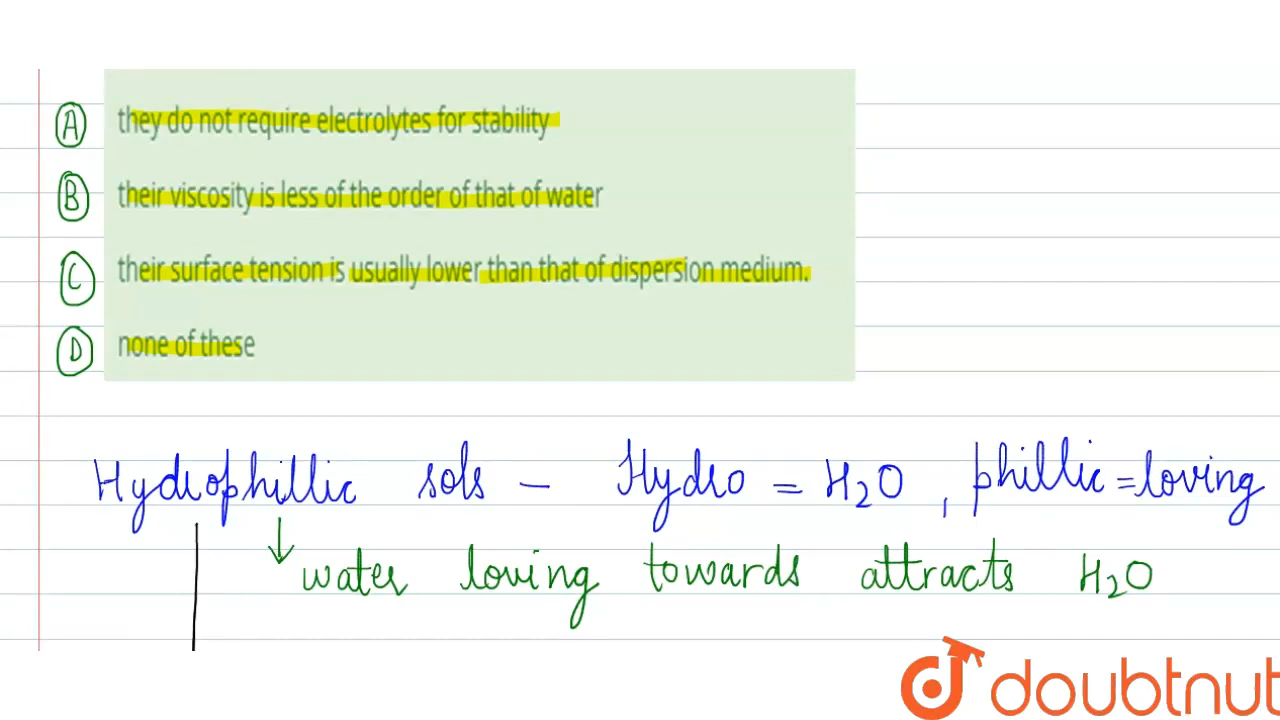 A they do not require electrolytes for stability
B their viscosity is less of the order of that of water
C their surface tension is usually lower than that of dispersion medium.
D none of these
Hydrophillic sols - Hydro = H2O, phillic = loving
↓ water loving towards attracts H2O
doubtnut